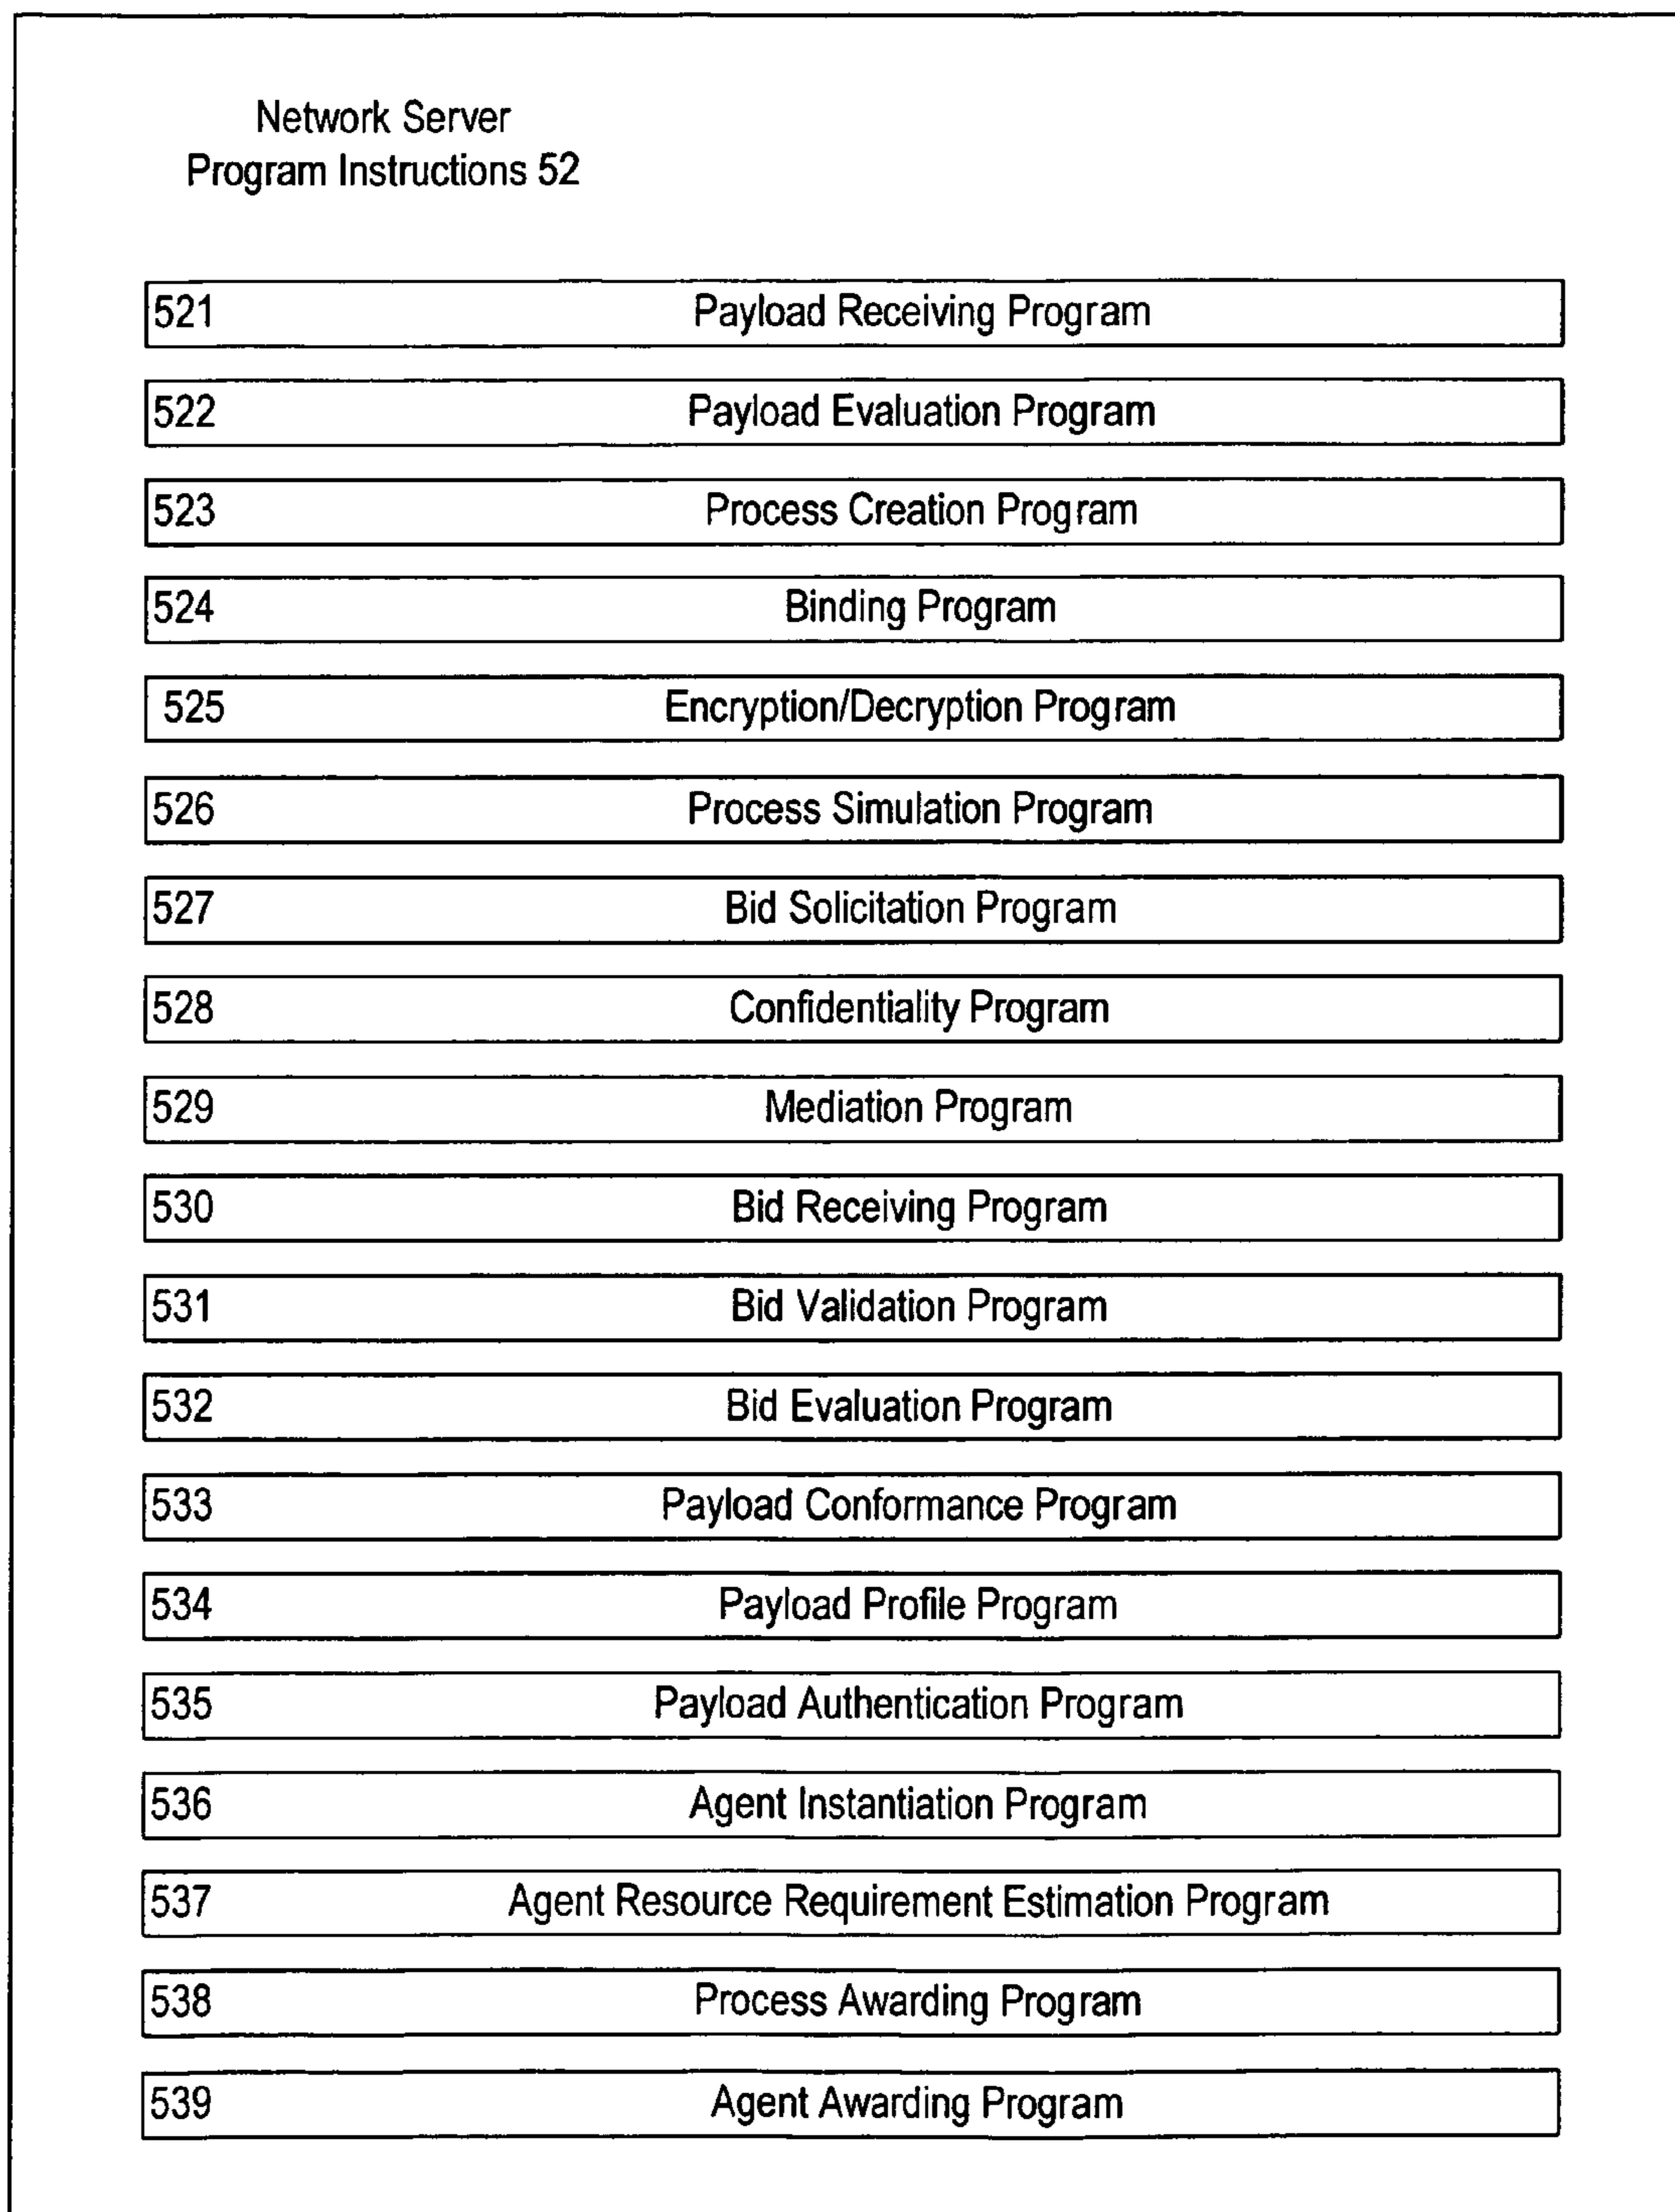 Network Server
Program Instructions 52
521 Payload Receiving Program
522 Payload Evaluation Program
523 Process Creation Program
524 Binding Program
525 Encryption/Decryption Program
526 Process Simulation Program
527 Bid Solicitation Program
528 Confidentiality Program
529 Mediation Program
530 Bid Receiving Program
531 Bid Validation Program
532 Bid Evaluation Program
533 Payload Conformance Program
534 Payload Profile Program
535 Payload Authentication Program
536 Agent Instantiation Program
537 Agent Resource Requirement Estimation Program
538 Process Awarding Program
539 Agent Awarding Program